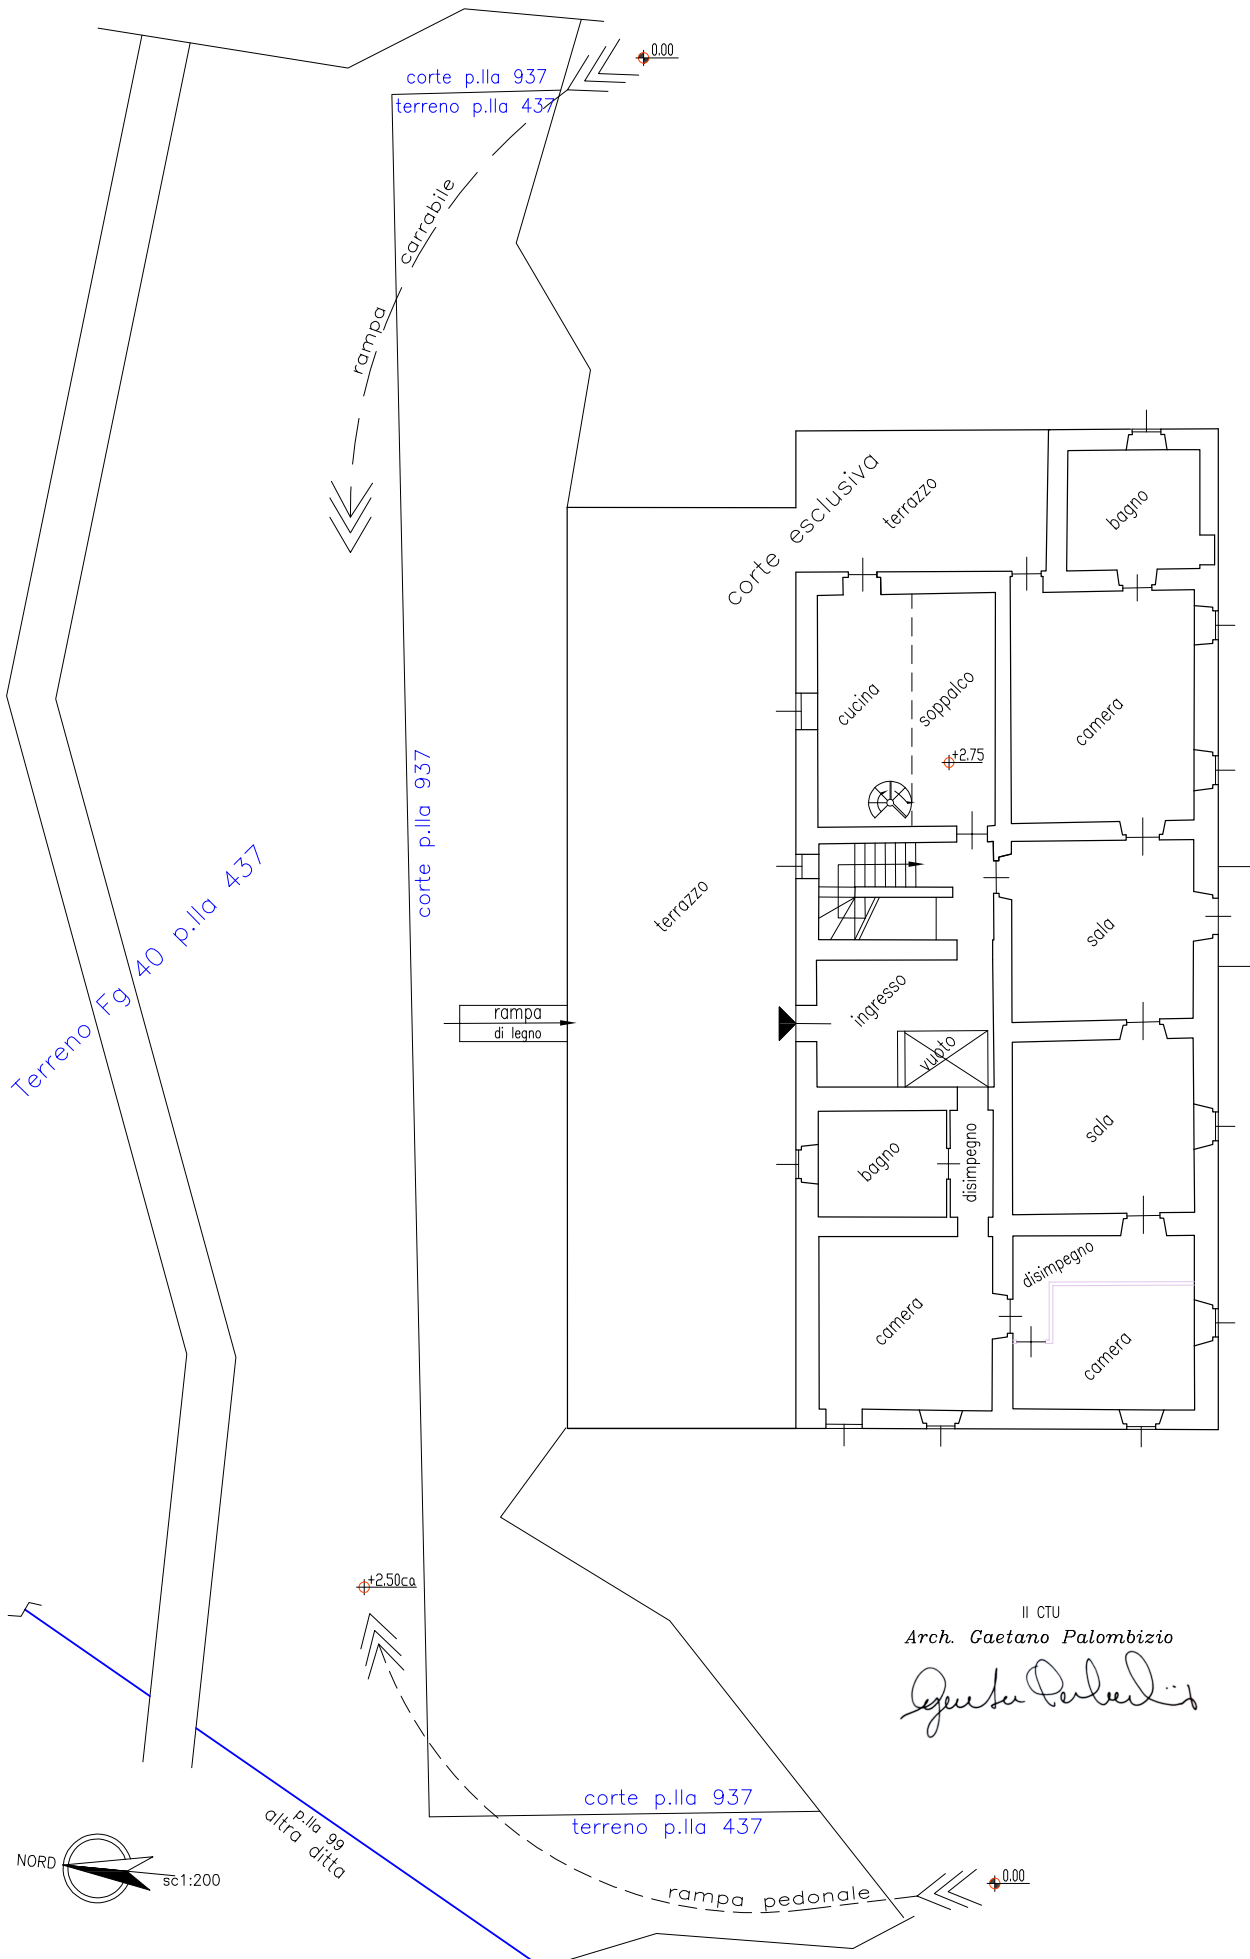 0.00
corte p.lla 937
terreno p.lla 437
rampa carrabile
corte esclusiva
terrazzo
bagno
cucina
soppalco
+2.75
camera
corte p.lla 937
Terreno Fg 40 p.lla 437
terrazzo
sala
ingresso
rampa
di legno
vuoto
sala
bagno
disimpegno
disimpegno
camera
camera
+2.50ca
Il CTU
Arch. Gaetano Palombizio
corte p.lla 937
terreno p.lla 437
p.lla 99
altra ditta
NORD
sc1:200
rampa pedonale
0.00